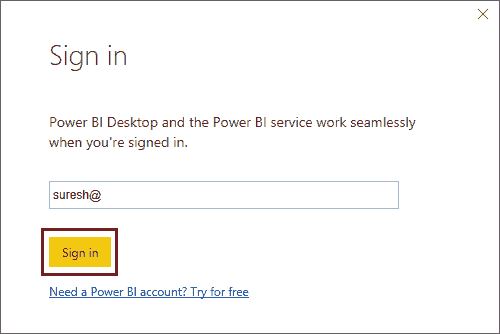 Sign in
Power BI Desktop and the Power BI service work seamlessly
when you're signed in.
suresh@
Sign in
Need a Power BI account? Try for free